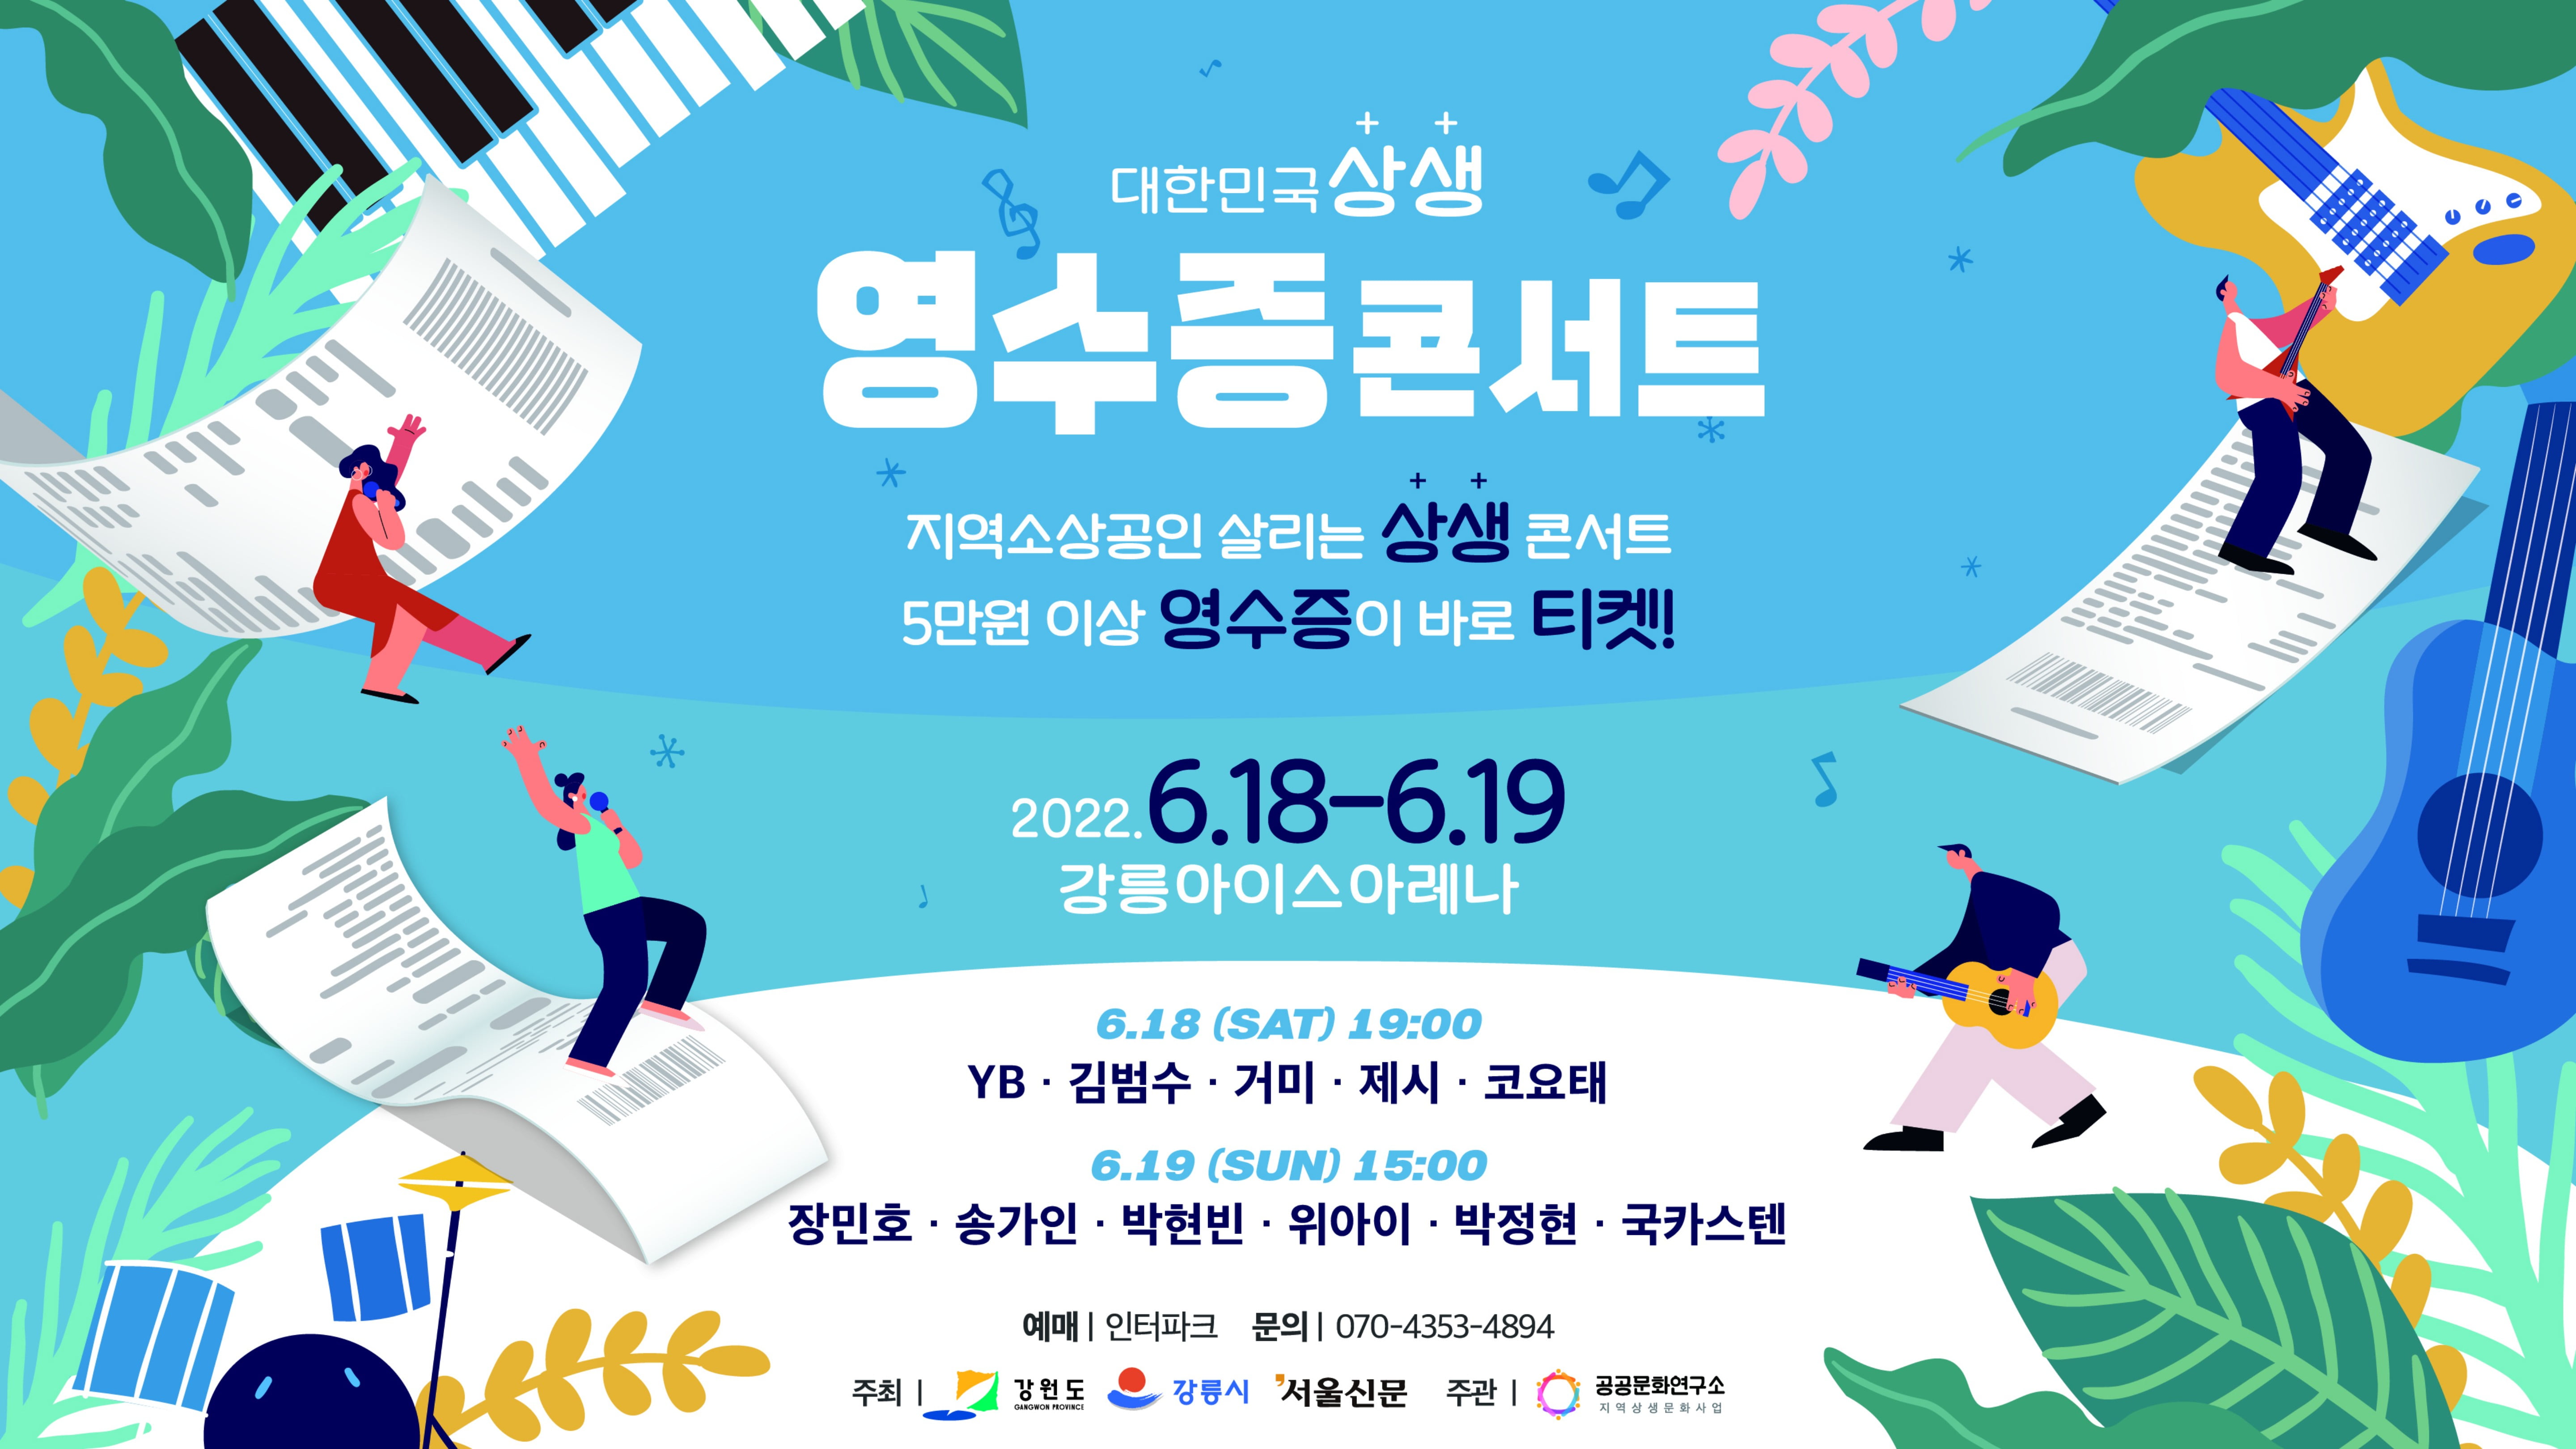 대한민국 상생
영수증콘서트
지역소상공인 살리는 상생 콘서트
5만원 이상 영수증이 바로 티켓!
2022. 6.18-6.19
강릉아이스아레나
6.18 (SAT) 19:00
YB · 김범수 · 거미 · 제시 · 코요태
6.19 (SUN) 15:00
장민호 · 송가인 · 박현빈 · 위아이 · 박정현 · 국카스텐
예매 | 인터파크 문의 | 070-4353-4894
주최 | 강원도 GANGWON PROVINCE 강릉시 서울신문 주관 | 공공문화연구소 지역상생문화사업